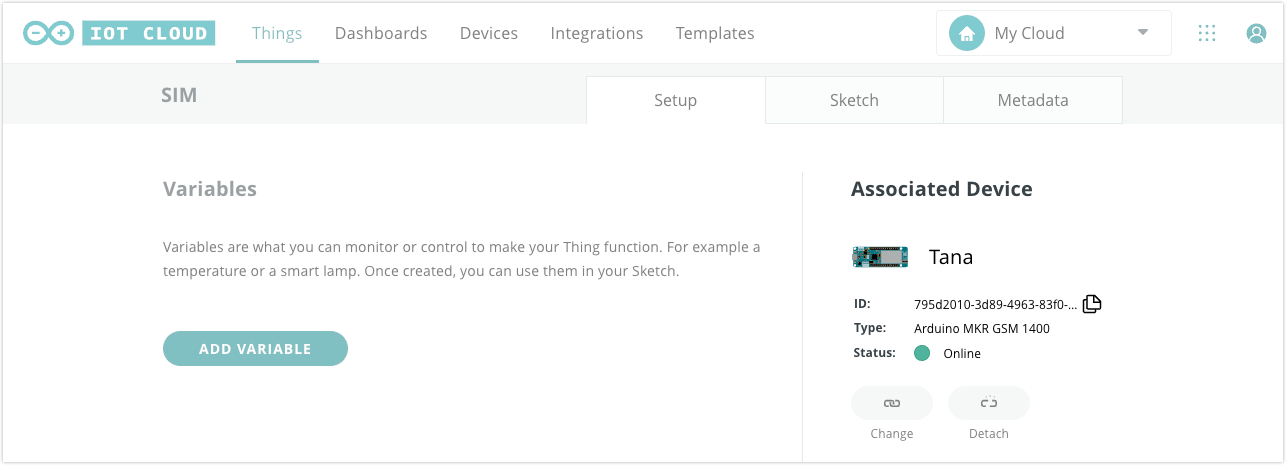 IOT CLOUD Things Dashboards Devices Integrations Templates My Cloud
SIM Setup Sketch Metadata
Variables
Variables are what you can monitor or control to make your Thing function. For example a
temperature or a smart lamp. Once created, you can use them in your Sketch.
ADD VARIABLE
Associated Device
Tana
ID: 795d2010-3d89-4963-83f0-...
Type: Arduino MKR GSM 1400
Status: Online
Change Detach